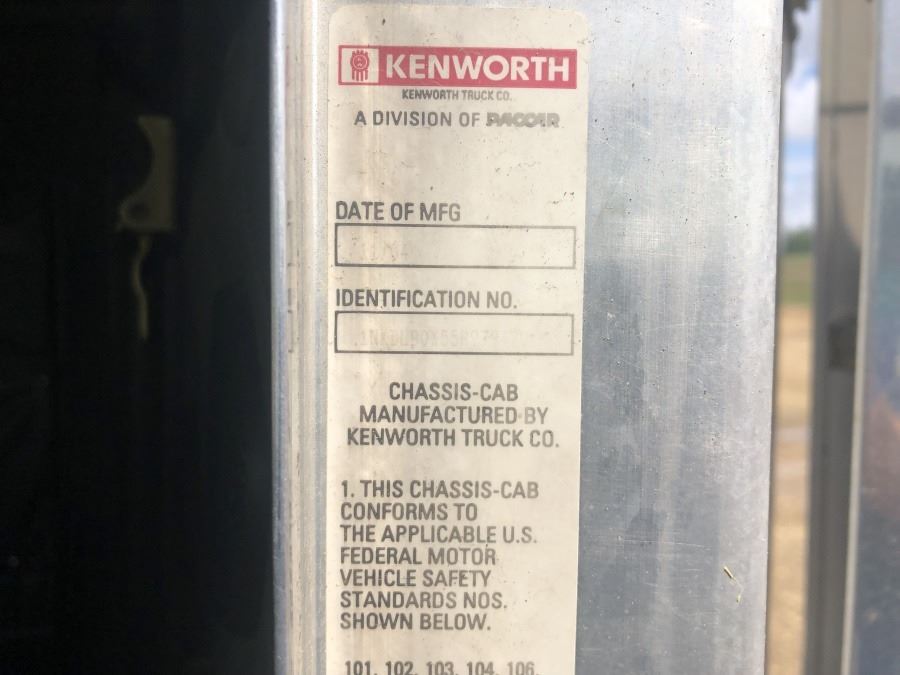 KENWORTH
KENWORTH TRUCK CO.
A DIVISION OF PACCAR
DATE OF MFG
IDENTIFICATION NO.
CHASSIS-CAB
MANUFACTURED BY
KENWORTH TRUCK CO.
1. THIS CHASSIS-CAB
CONFORMS TO
THE APPLICABLE U.S.
FEDERAL MOTOR
VEHICLE SAFETY
STANDARDS NOS.
SHOWN BELOW.
101, 102, 103, 104, 106,